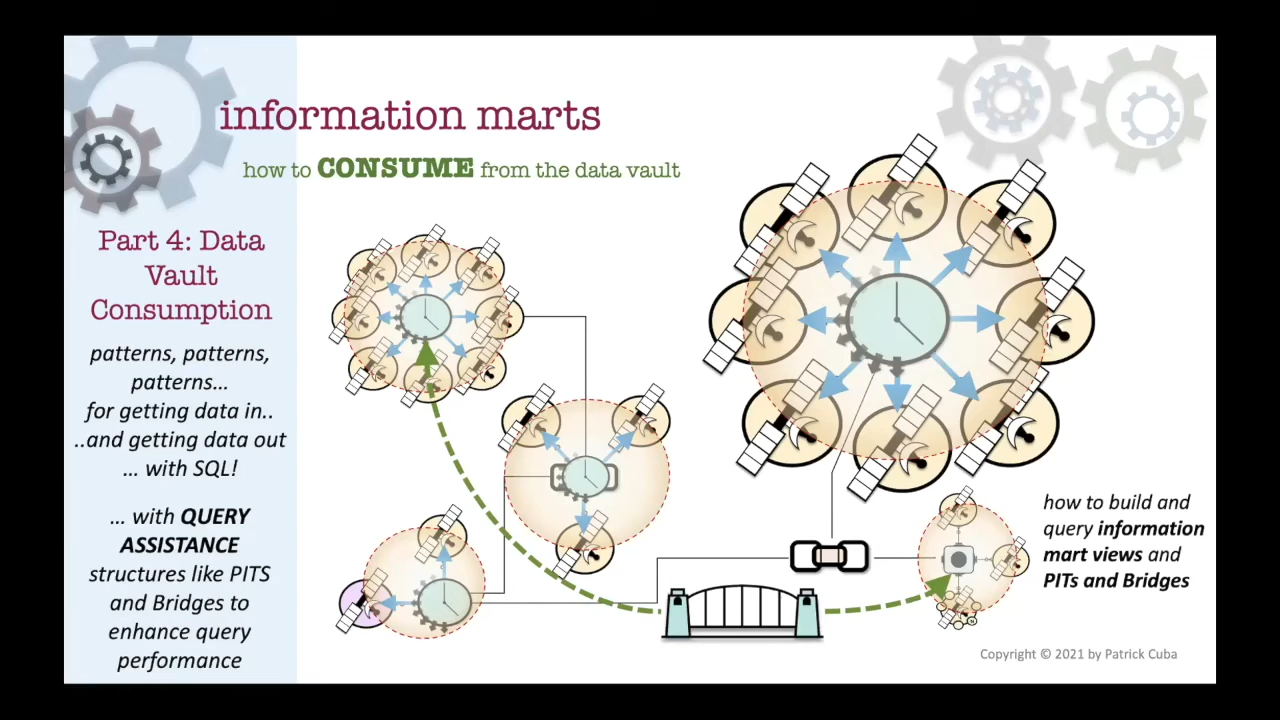 information marts
how to CONSUME from the data vault
Part 4: Data
Vault
Consumption
patterns, patterns,
patterns...
for getting data in..
..and getting data out
... with SQL!
... with QUERY
ASSISTANCE
structures like PITS
and Bridges to
enhance query
performance
how to build and
query information
mart views and
PITs and Bridges
Copyright © 2021 by Patrick Cuba